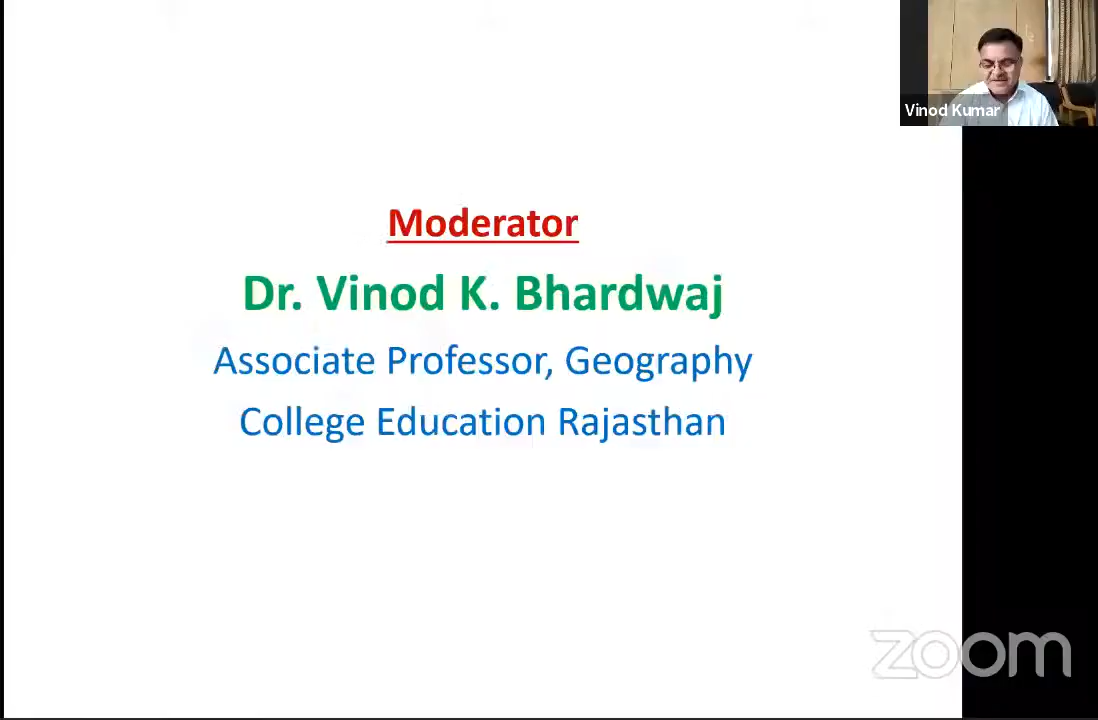 Vinod Kumar
Moderator
Dr. Vinod K. Bhardwaj
Associate Professor, Geography
College Education Rajasthan
zoom